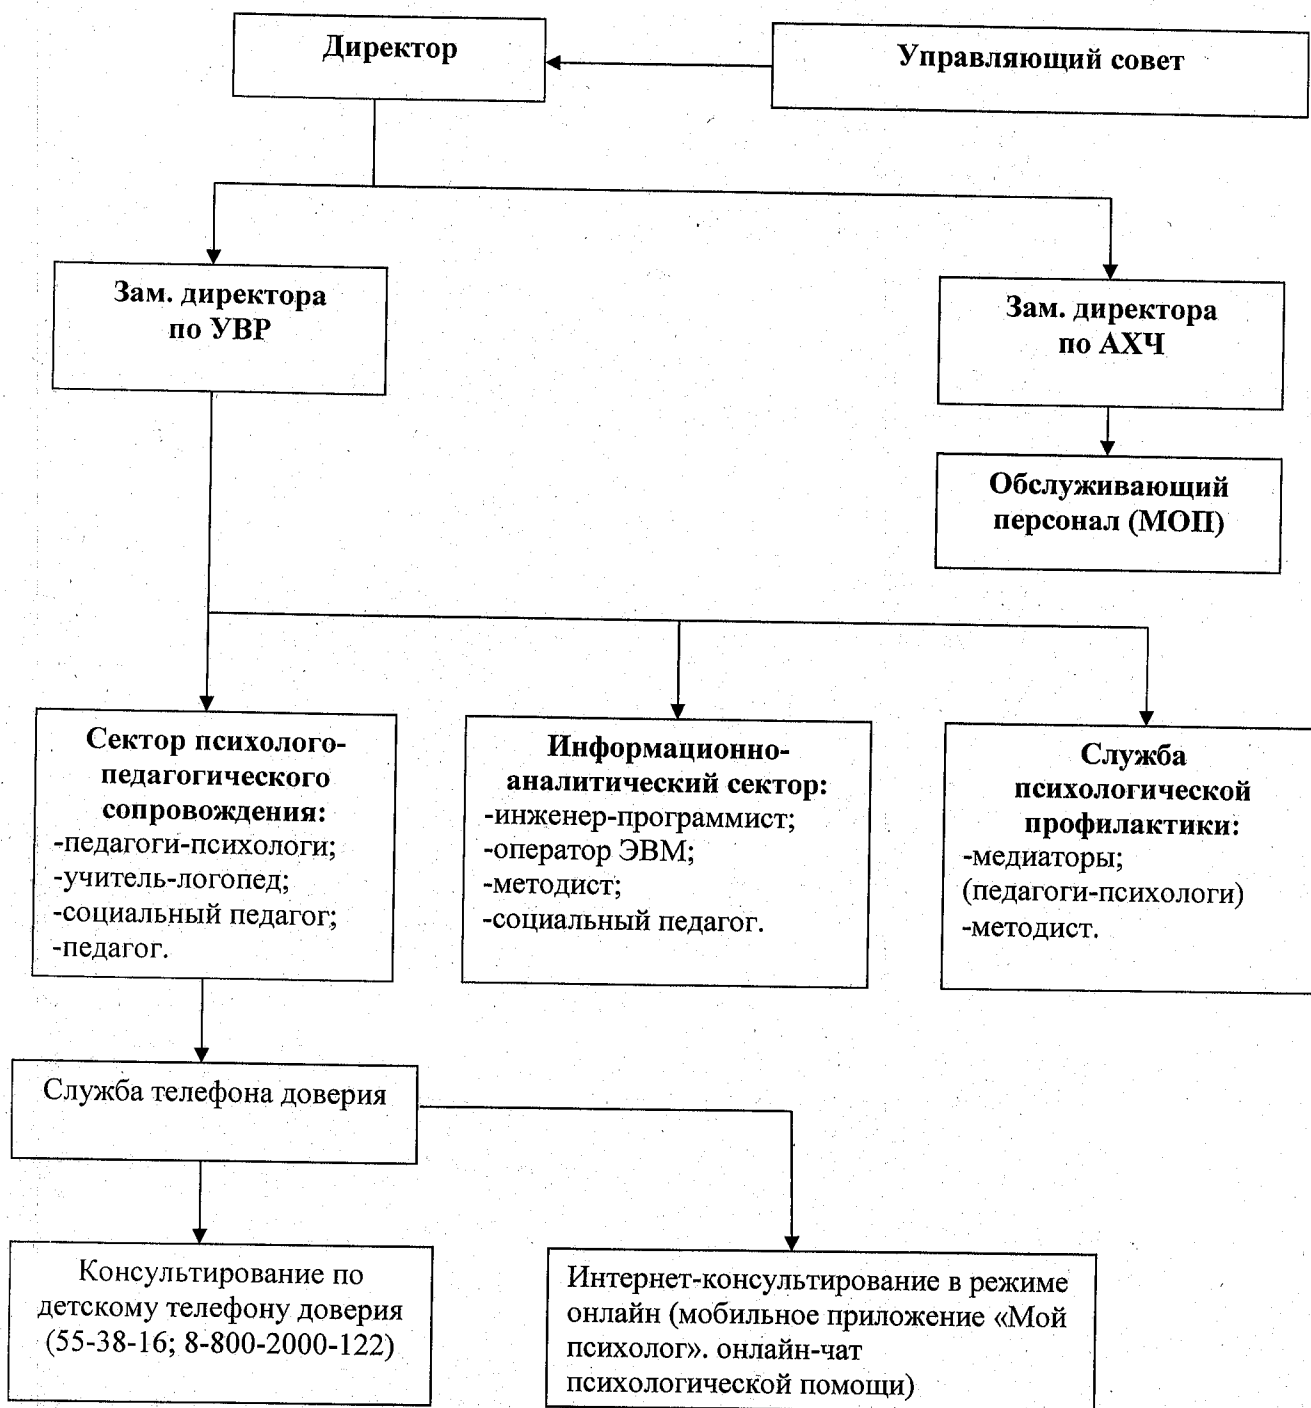 Директор
Управляющий совет
Зам. директора
по УВР
Зам. директора
по АХЧ
Обслуживающий
персонал (МОП)
Сектор психолого-
педагогического
сопровождения:
-педагоги-психологи;
-учитель-логопед;
-социальный педагог;
-педагог.
Информационно-
аналитический сектор:
-инженер-программист;
-оператор ЭВМ;
-методист;
-социальный педагог.
Служба
психологической
профилактики:
-медиаторы;
(педагоги-психологи)
-методист.
Служба телефона доверия
Консультирование по
детскому телефону доверия
(55-38-16; 8-800-2000-122)
Интернет-консультирование в режиме
онлайн (мобильное приложение «Мой
психолог». онлайн-чат
психологической помощи)